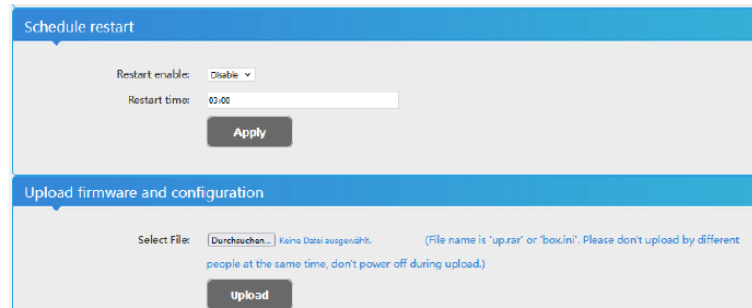 Schedule restart
Restart enable: Disable
Restart time: 03:00
Apply
Upload firmware and configuration
Select File: Durchsuchen... Keine Datei ausgewählt. (File name is 'up.rar' or 'box.ini'. Please don't upload by different
people at the same time, don't power off during upload.)
Upload